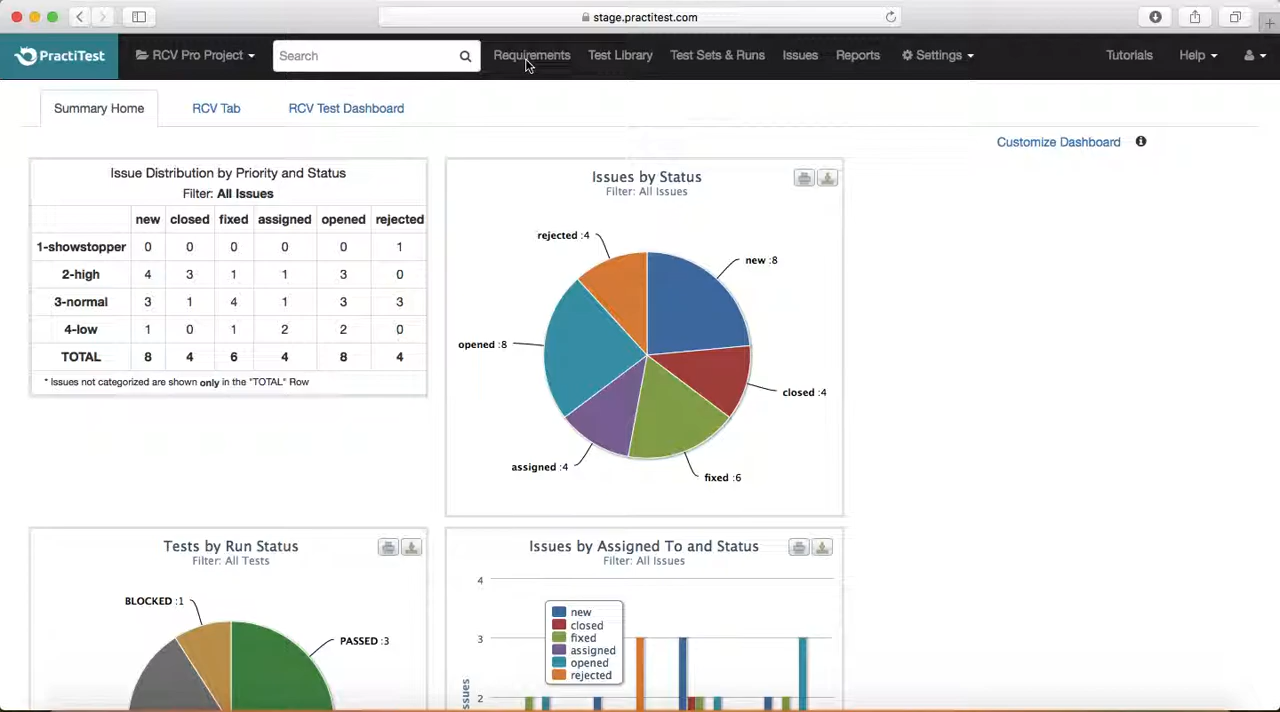 stage.practitest.com
PractiTest
RCV Pro Project
Search
Requirements
Test Library
Test Sets & Runs
Issues
Reports
Settings
Tutorials
Help
Summary Home
RCV Tab
RCV Test Dashboard
Customize Dashboard
Issue Distribution by Priority and Status
Filter: All Issues
new closed fixed assigned opened rejected
1-showstopper 0 0 0 0 0 1
2-high 4 3 1 1 3 0
3-normal 3 1 4 1 3 3
4-low 1 0 1 2 2 0
TOTAL 8 4 6 4 8 4
* Issues not categorized are shown only in the "TOTAL" Row
Issues by Status
Filter: All Issues
rejected :4
new :8
opened :8
closed :4
assigned :4
fixed :6
Tests by Run Status
Filter: All Tests
BLOCKED :1
PASSED :3
Issues by Assigned To and Status
Filter: All Issues
4
3
2
new
closed
fixed
assigned
opened
rejected